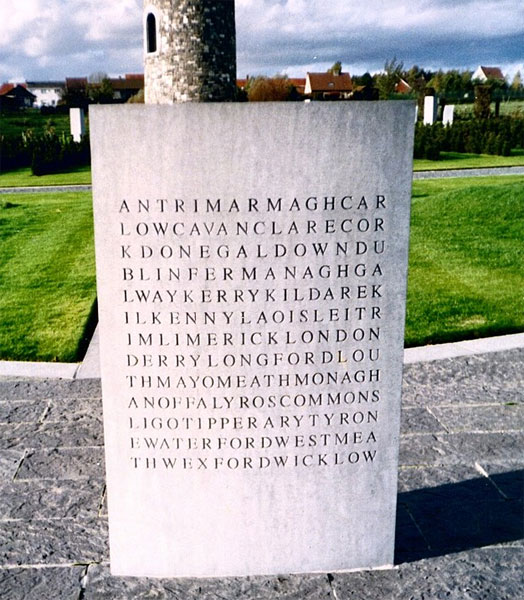 ANTRIMARMAGHCAR
LOWCAVANCLARECOR
KDONEGALDOWNDU
BLINFERMANAGHGA
LWAYKERRYKILDAREK
ILKENNYLAOISLEITR
IMLIMERICKLONDON
DERRYLONGFORDLOU
THMAYOMEATHMONAGH
ANOFFALYROSCOMMONS
LIGOTIPPERARYTYRON
EWATERFORDWESTMEA
THWEXFORDWICKLOW